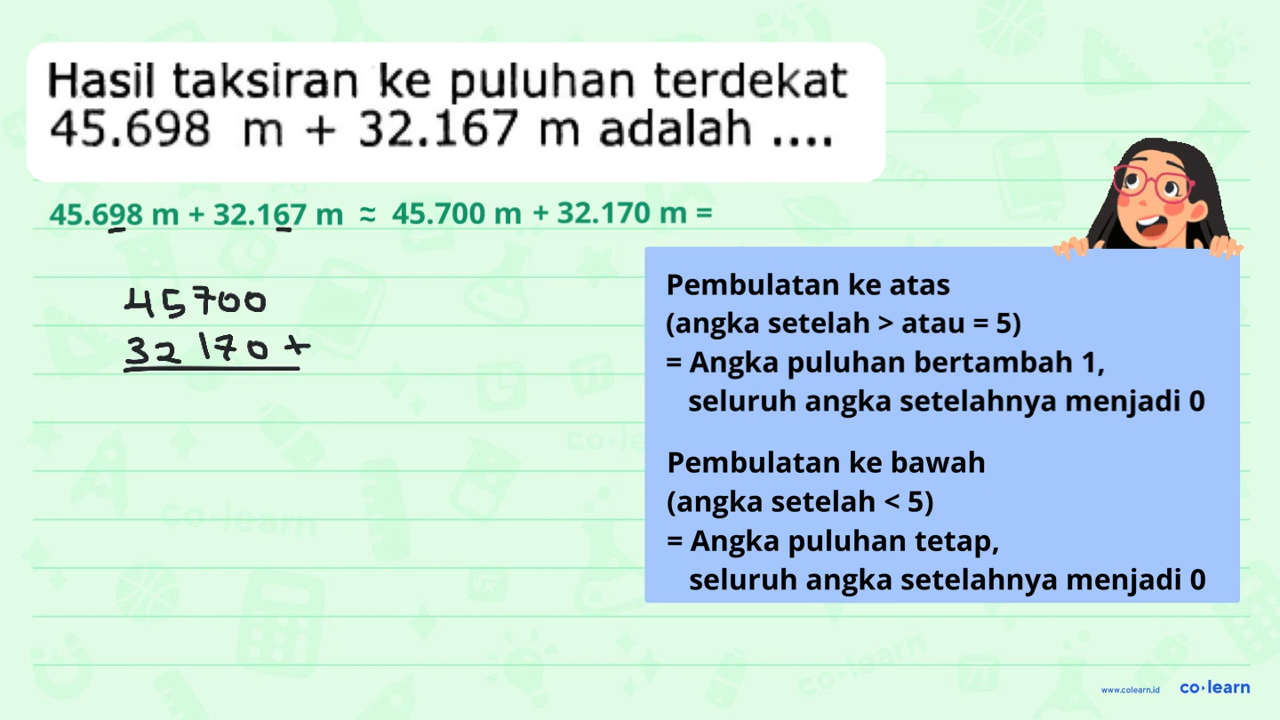 Hasil taksiran ke puluhan terdekat
45.698 m + 32.167 m adalah ....
45.698 m + 32.167 m ≈ 45.700 m + 32.170 m =
45700
32170 +
Pembulatan ke atas
(angka setelah > atau = 5)
= Angka puluhan bertambah 1,
seluruh angka setelahnya menjadi 0
Pembulatan ke bawah
(angka setelah < 5)
= Angka puluhan tetap,
seluruh angka setelahnya menjadi 0
www.colearn.id co·learn